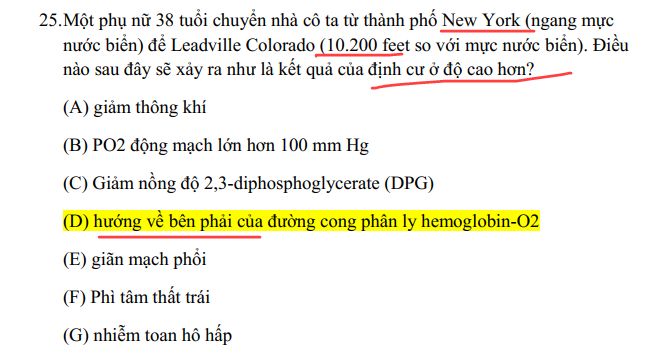 25.Một phụ nữ 38 tuổi chuyển nhà cô ta từ thành phố New York (ngang mực
nước biển) để Leadville Colorado (10.200 feet so với mực nước biển). Điều
nào sau đây sẽ xảy ra như là kết quả của định cư ở độ cao hơn?
(A) giảm thông khí
(B) PO2 động mạch lớn hơn 100 mm Hg
(C) Giảm nồng độ 2,3-diphosphoglycerate (DPG)
(D) hướng về bên phải của đường cong phân ly hemoglobin-O2
(E) giãn mạch phổi
(F) Phì tâm thất trái
(G) nhiễm toan hô hấp